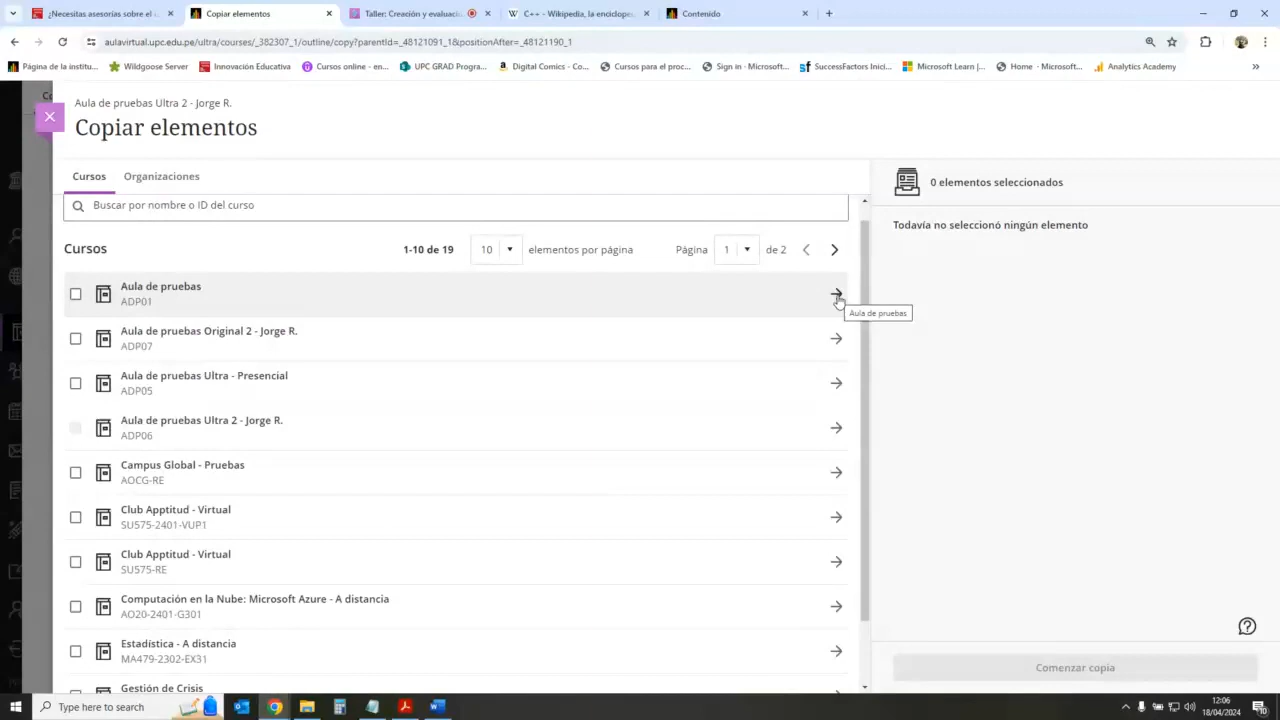 ¿Necesitas asesorías sobre el u
Copiar elementos
Taller: Creación y evaluació
C++ - Wikipedia, la encicloped
Contenido
aulavirtual.upc.edu.pe/ultra/courses/_382307_1/outline/copy?parentId=_48121091_1&positionAfter=_48121190_1
Página de la institu...
Wildgoose Server
Innovación Educativa
Cursos online - en...
UPC GRAD Progra...
Digital Comics - Co...
Cursos para el proc...
Sign in - Microsoft...
SuccessFactors Inici...
Microsoft Learn |...
Home - Microsoft...
Analytics Academy
Aula de pruebas Ultra 2 - Jorge R.
Copiar elementos
Cursos
Organizaciones
Buscar por nombre o ID del curso
Cursos
1-10 de 19
10
elementos por página
Página
1
de 2
Aula de pruebas
ADP01
Aula de pruebas
Aula de pruebas Original 2 - Jorge R.
ADP07
Aula de pruebas Ultra - Presencial
ADP05
Aula de pruebas Ultra 2 - Jorge R.
ADP06
Campus Global - Pruebas
AOCG-RE
Club Apptitud - Virtual
SU575-2401-VUP1
Club Apptitud - Virtual
SU575-RE
Computación en la Nube: Microsoft Azure - A distancia
AO20-2401-G301
Estadística - A distancia
MA479-2302-EX31
Gestión de Crisis
0 elementos seleccionados
Todavía no seleccionó ningún elemento
Comenzar copia
Type here to search
12:06
18/04/2024